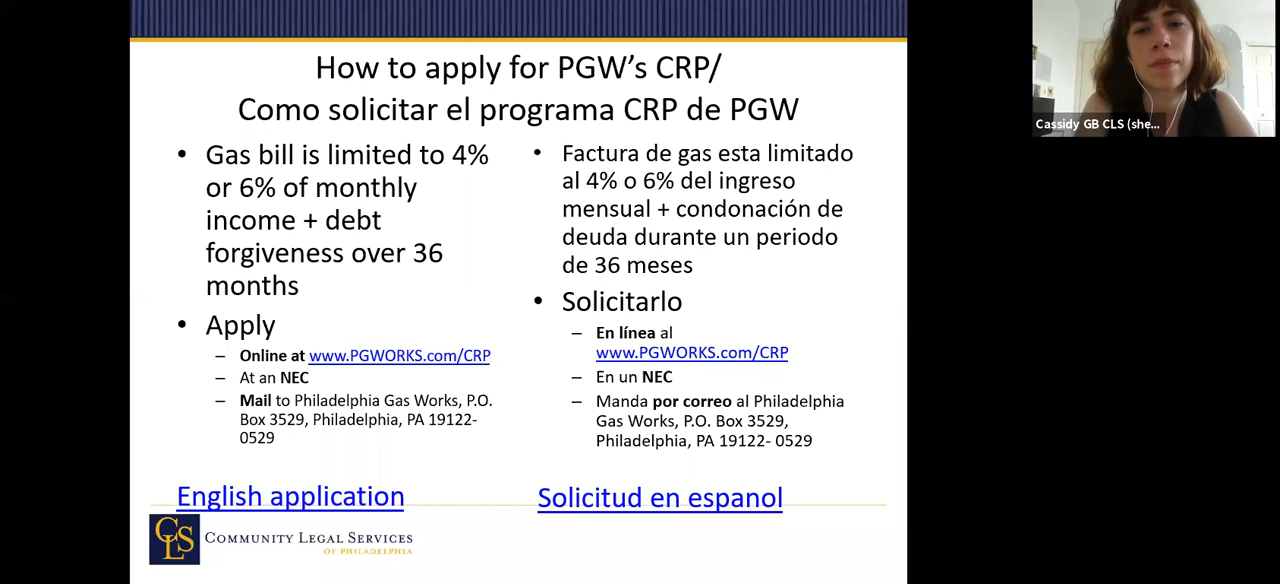 How to apply for PGW's CRP/
Como solicitar el programa CRP de PGW
• Gas bill is limited to 4%
or 6% of monthly
income + debt
forgiveness over 36
months
• Apply
– Online at www.PGWORKS.com/CRP
– At an NEC
– Mail to Philadelphia Gas Works, P.O.
Box 3529, Philadelphia, PA 19122-
0529
English application
• Factura de gas esta limitado
al 4% o 6% del ingreso
mensual + condonación de
deuda durante un periodo
de 36 meses
• Solicitarlo
– En línea al
www.PGWORKS.com/CRP
– En un NEC
– Manda por correo al Philadelphia
Gas Works, P.O. Box 3529,
Philadelphia, PA 19122- 0529
Solicitud en espanol
CLS
COMMUNITY LEGAL SERVICES
OF PHILADELPHIA
Cassidy GB CLS (she...